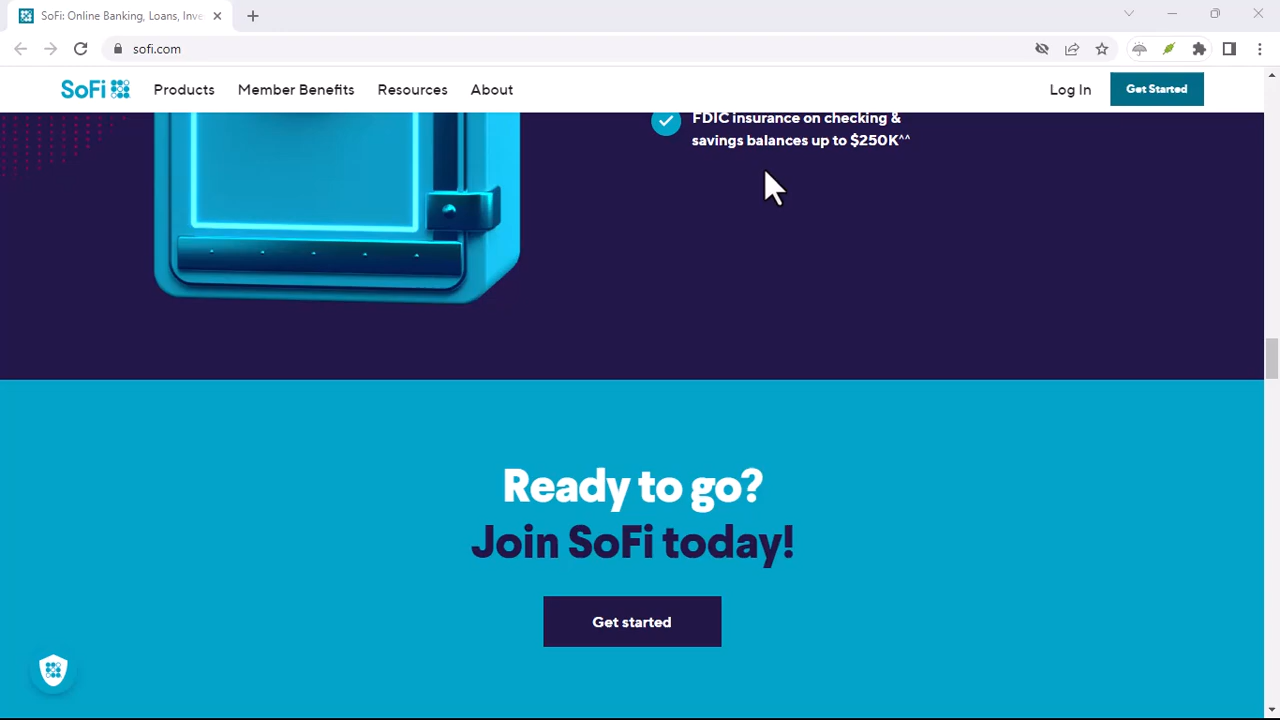 SoFi: Online Banking, Loans, Inve
sofi.com
SoFi
Products
Member Benefits
Resources
About
Log In
Get Started
FDIC insurance on checking &
savings balances up to $250K^^
Ready to go?
Join SoFi today!
Get started